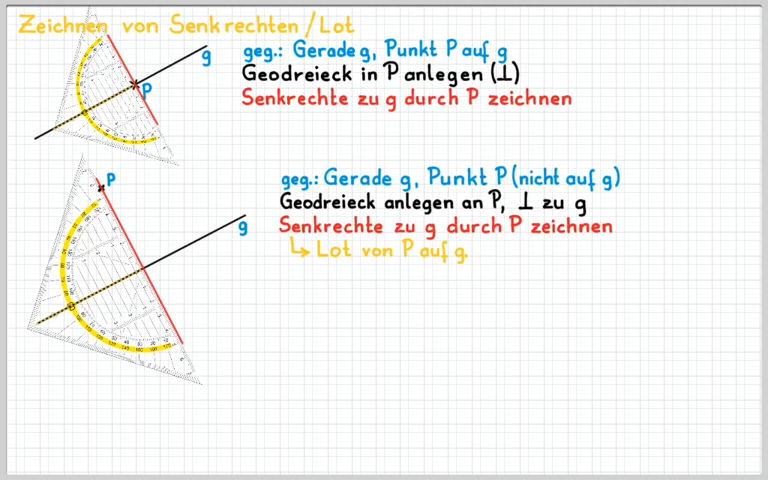 Zeichnen von Senkrechten / Lot
g
P
geg.: Gerade g, Punkt P auf g
Geodreieck in P anlegen (⊥)
Senkrechte zu g durch P zeichnen
P
g
geg.: Gerade g, Punkt P (nicht auf g)
Geodreieck anlegen an P, ⊥ zu g
Senkrechte zu g durch P zeichnen
↳ Lot von P auf g.